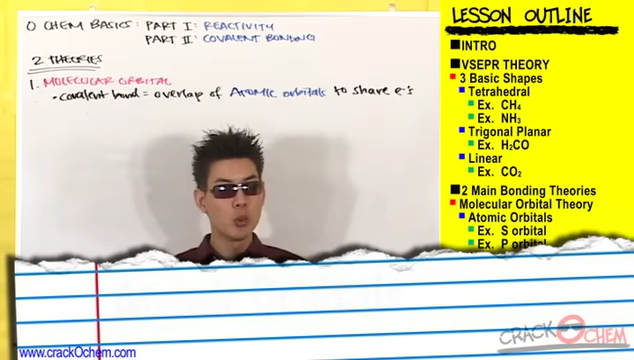 O CHEM BASICS: PART I: REACTIVITY
PART II: COVALENT BONDING
2 THEORIES
1. MOLECULAR ORBITAL
- covalent bond = overlap of ATOMIC orbitals to share e-'s
LESSON OUTLINE
INTRO
VSEPR THEORY
3 Basic Shapes
Tetrahedral
Ex. CH₄
Ex. NH₃
Trigonal Planar
Ex. H₂CO
Linear
Ex. CO₂
2 Main Bonding Theories
Molecular Orbital Theory
Atomic Orbitals
Ex. S orbital
Ex. P orbital
www.crackOchem.com
CRACK O CHEM